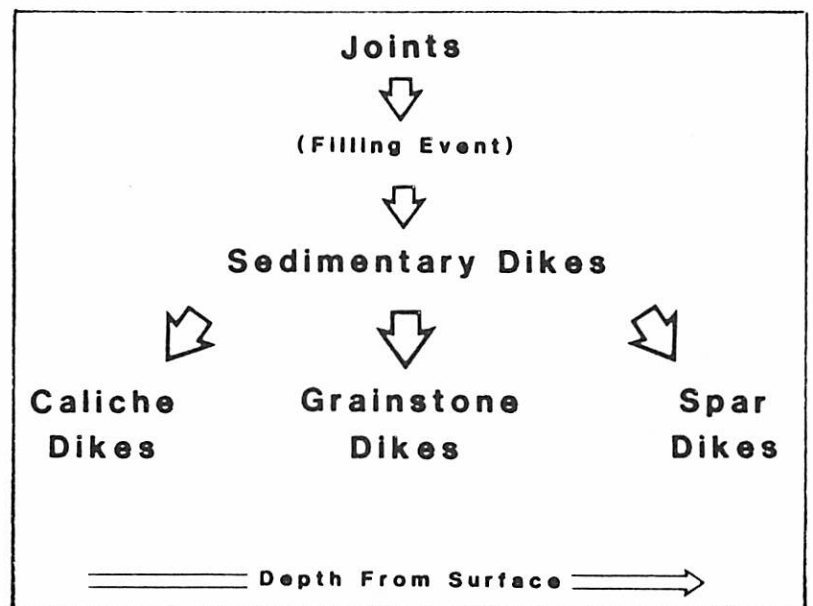 Joints
(Filling Event)
Sedimentary Dikes
Caliche Dikes
Grainstone Dikes
Spar Dikes
Depth From Surface